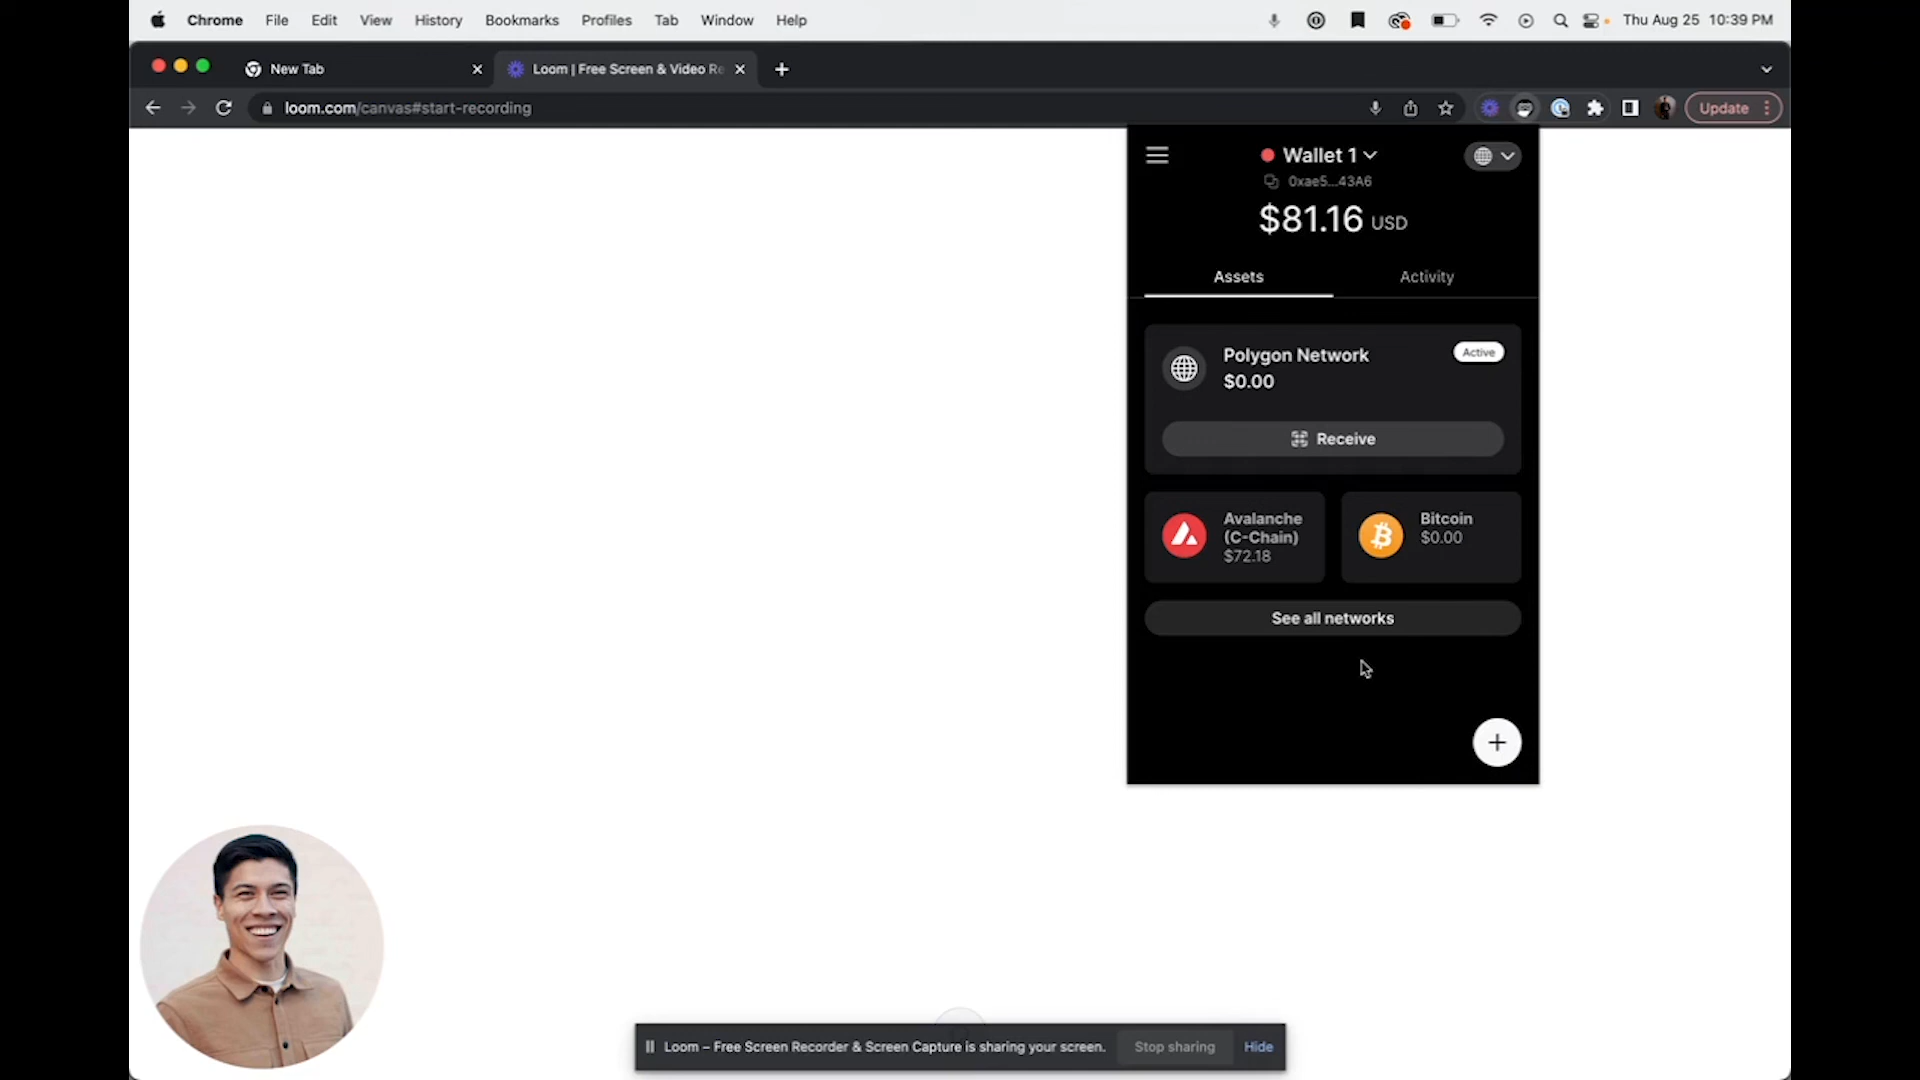 Chrome File Edit View History Bookmarks Profiles Tab Window Help Thu Aug 25 10:39 PM
New Tab Loom | Free Screen & Video Re
loom.com/canvas#start-recording Update
Wallet 1
0xae5...43A6
$81.16 USD
Assets Activity
Polygon Network Active
$0.00
Receive
Avalanche
(C-Chain)
$72.18
Bitcoin
$0.00
See all networks
Loom – Free Screen Recorder & Screen Capture is sharing your screen. Stop sharing Hide